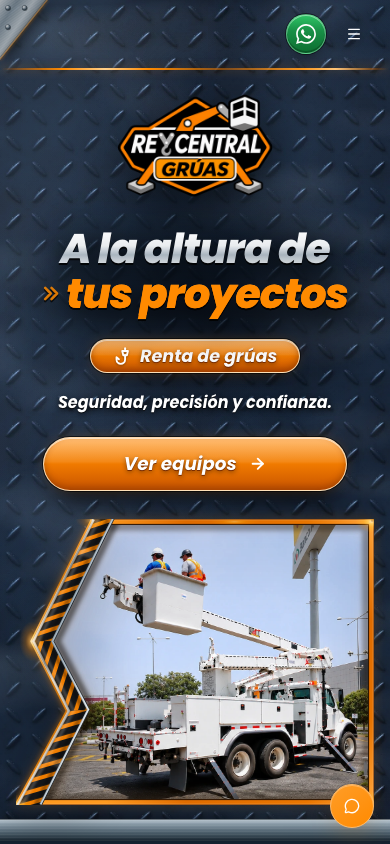 REYCENTRAL
GRÚAS
A la altura de
» tus proyectos
Renta de grúas
Seguridad, precisión y confianza.
Ver equipos →